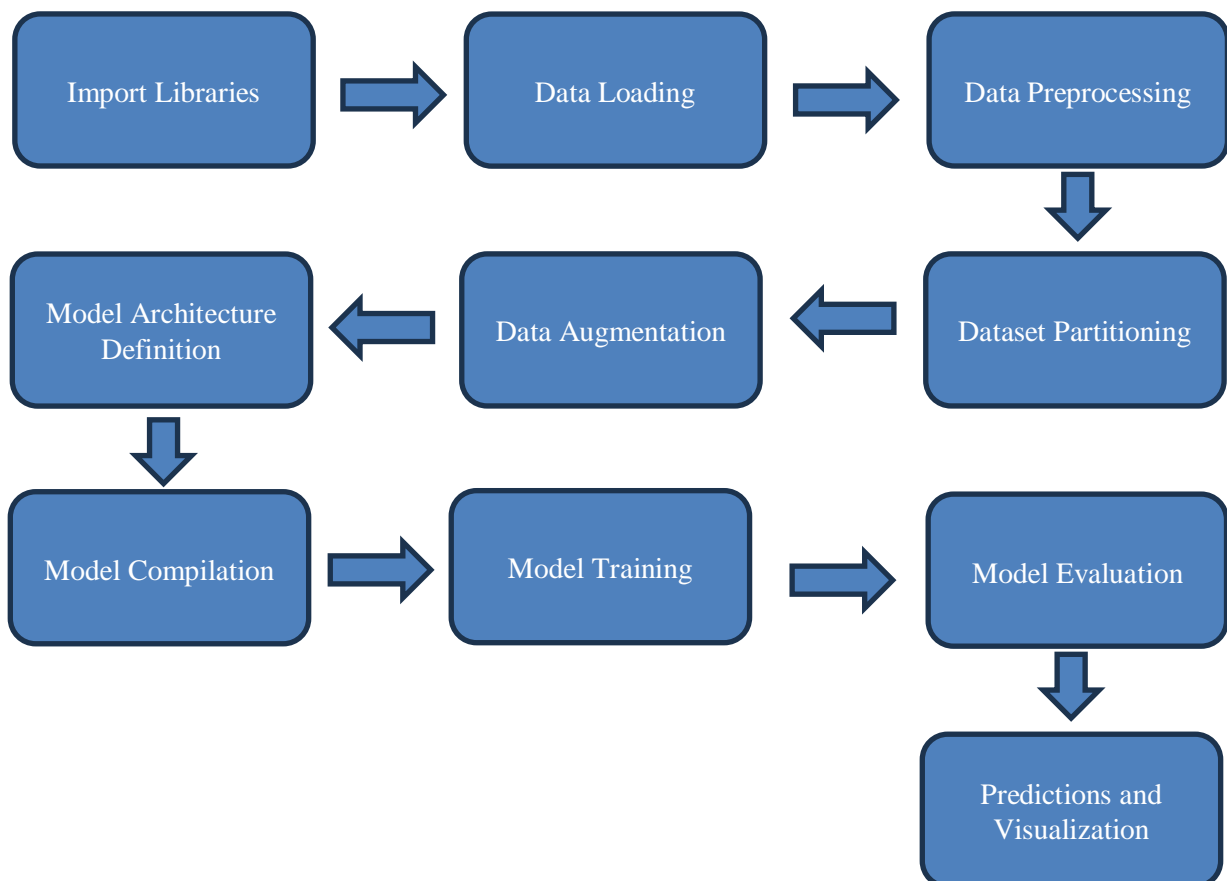 Import Libraries
Data Loading
Data Preprocessing
Dataset Partitioning
Data Augmentation
Model Architecture
Definition
Model Compilation
Model Training
Model Evaluation
Predictions and
Visualization